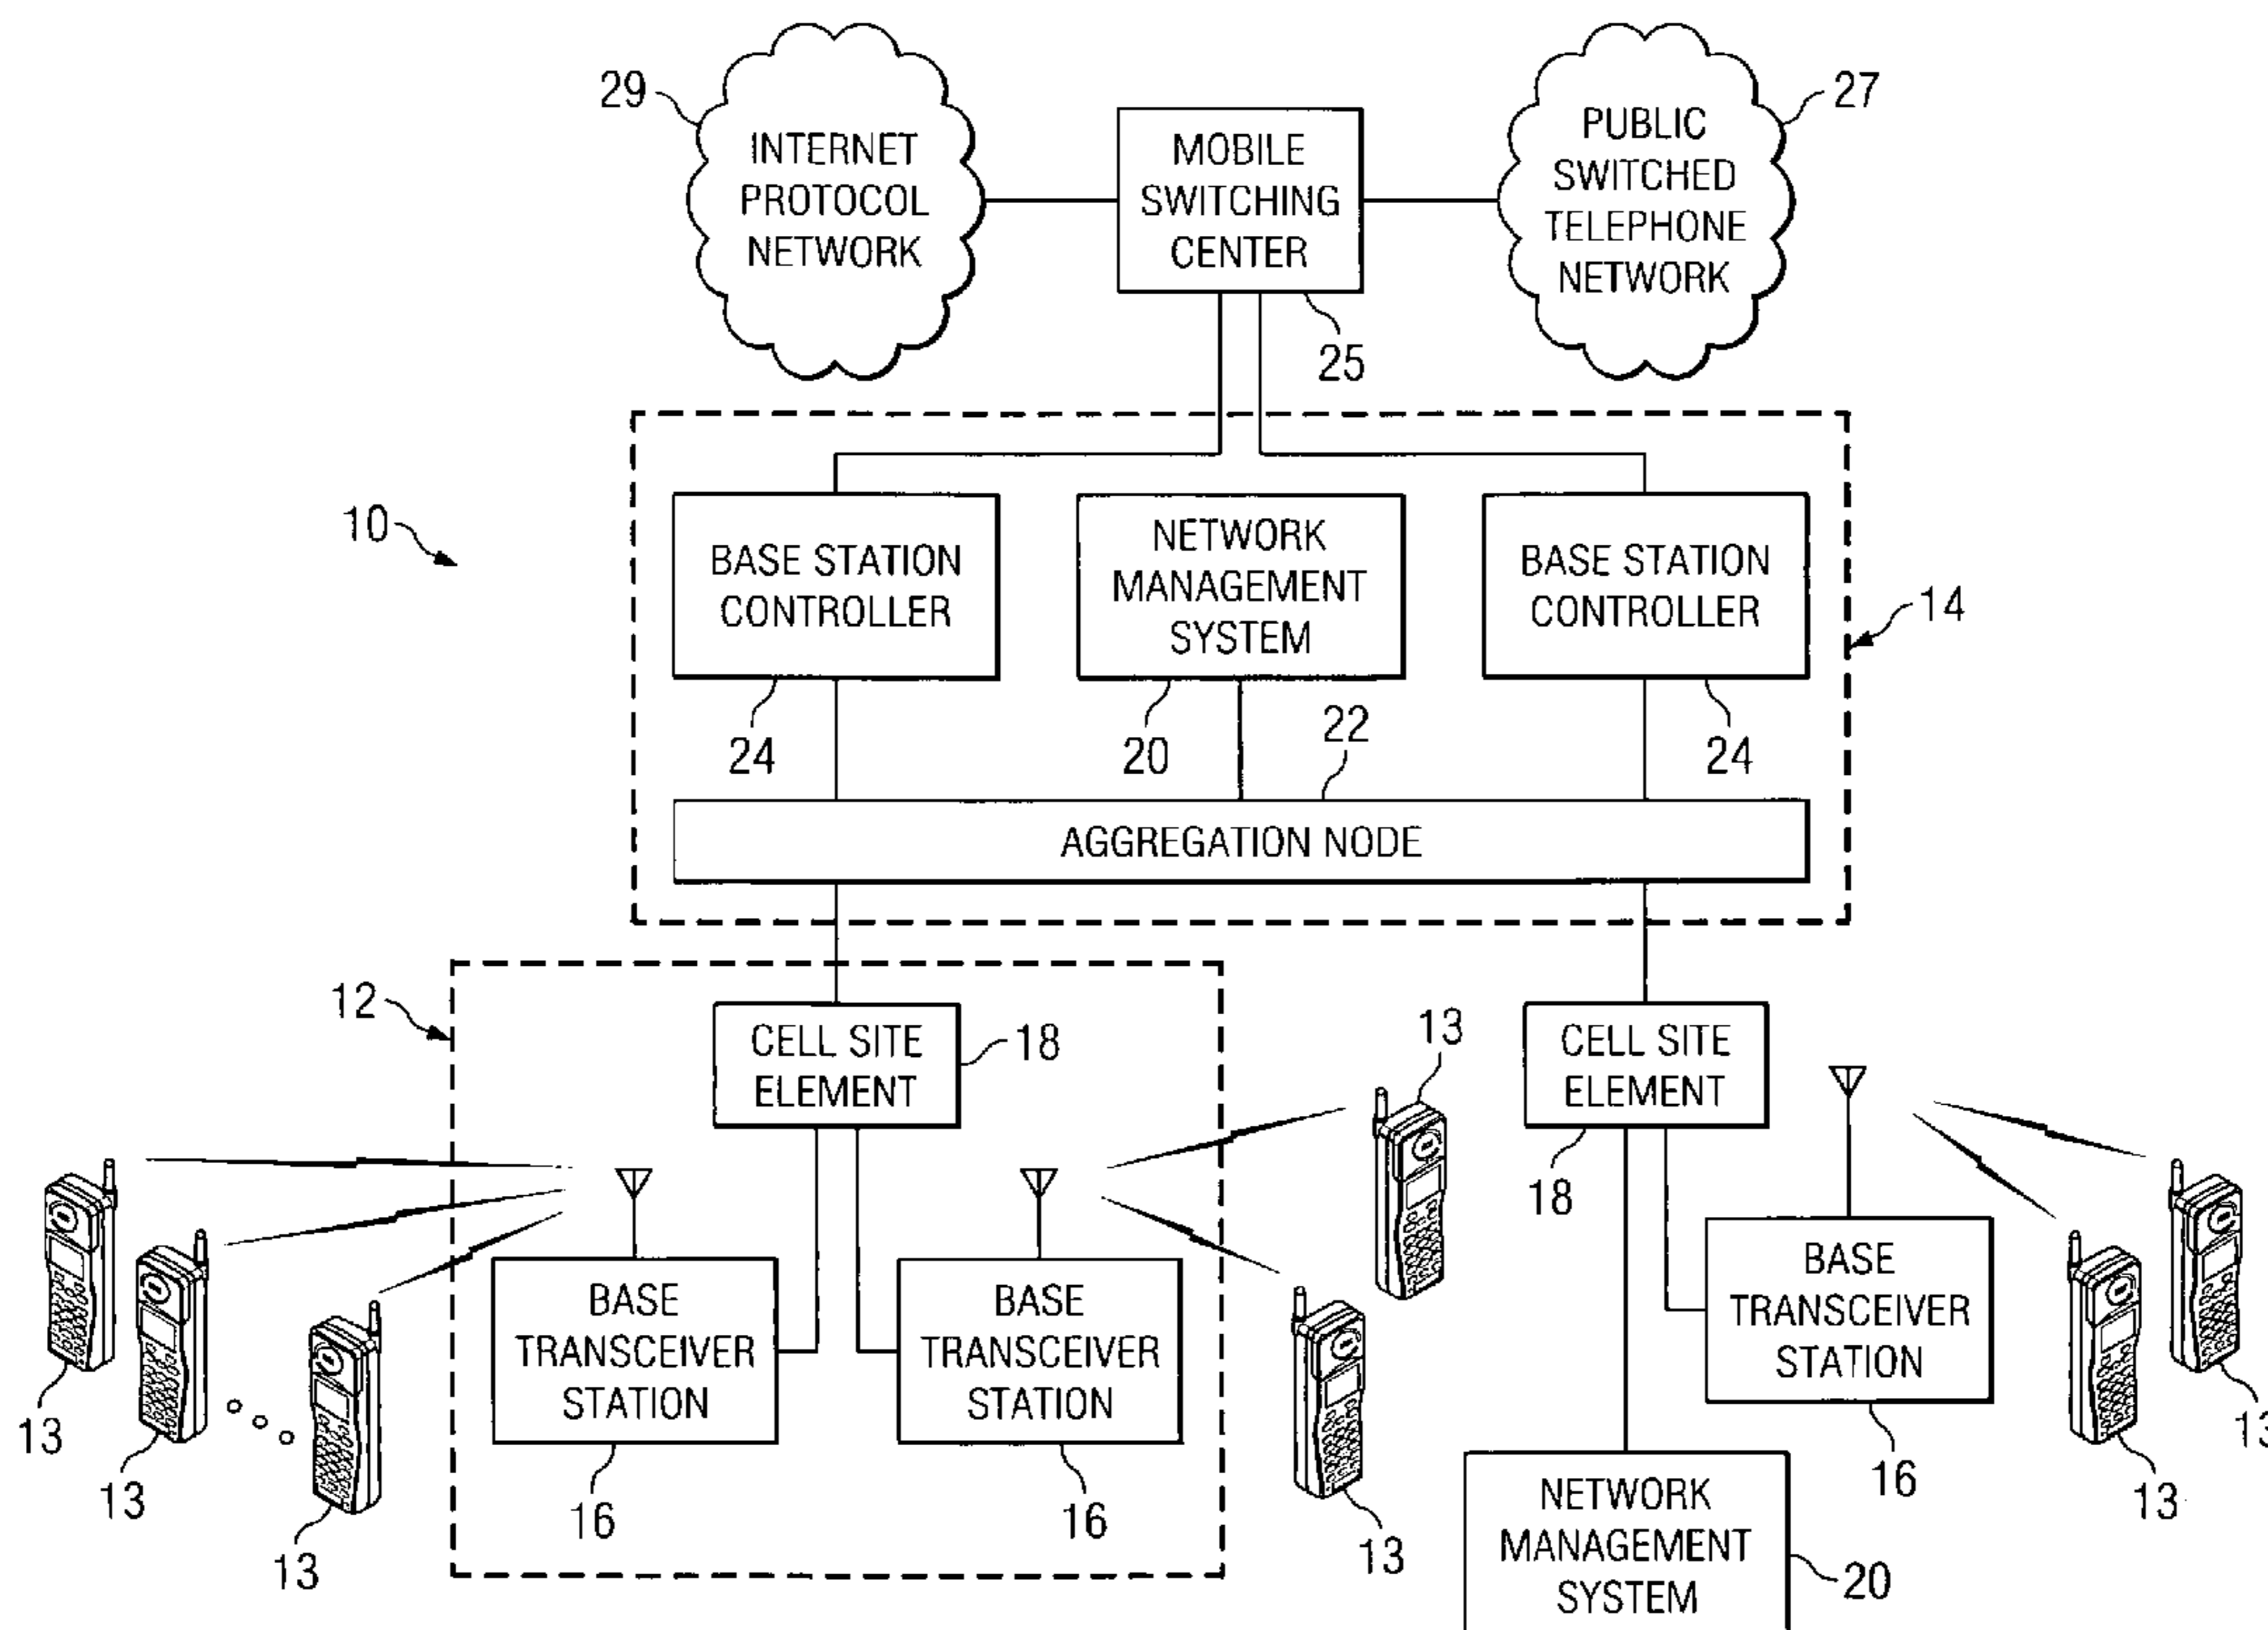 29
INTERNET
PROTOCOL
NETWORK
MOBILE
SWITCHING
CENTER
25
PUBLIC
SWITCHED
TELEPHONE
NETWORK
27
10
BASE STATION
CONTROLLER
24
NETWORK
MANAGEMENT
SYSTEM
20
22
BASE STATION
CONTROLLER
24
14
AGGREGATION NODE
12
CELL SITE
ELEMENT
18
13
CELL SITE
ELEMENT
18
BASE
TRANSCEIVER
STATION
16
BASE
TRANSCEIVER
STATION
16
BASE
TRANSCEIVER
STATION
16
13
13
13
13
13
13
NETWORK
MANAGEMENT
SYSTEM
20